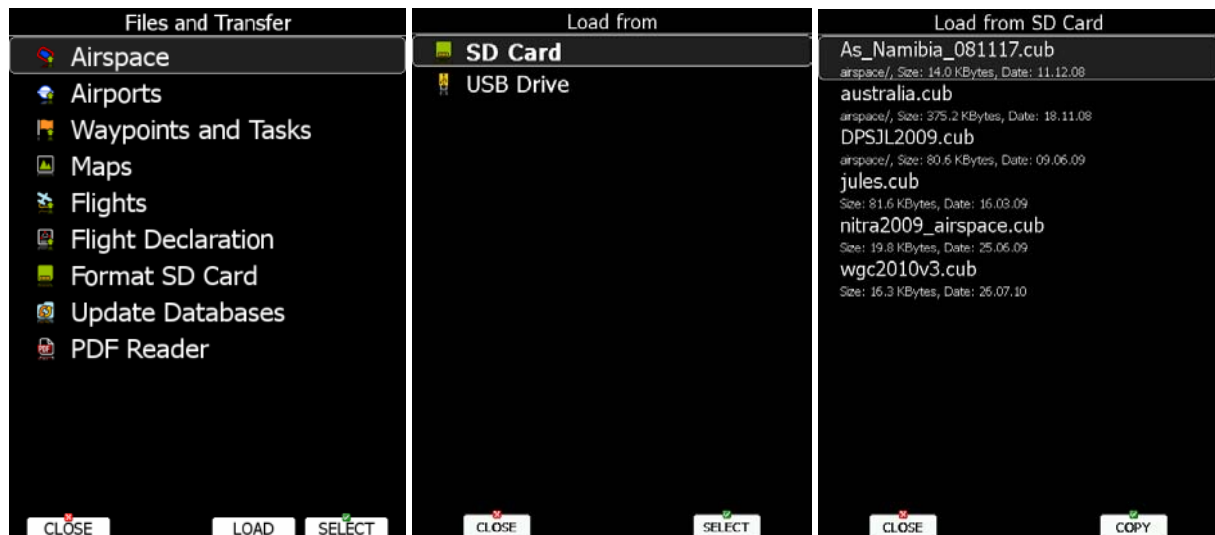 Files and Transfer
Airspace
Airports
Waypoints and Tasks
Maps
Flights
Flight Declaration
Format SD Card
Update Databases
PDF Reader
CLOSE
LOAD
SELECT
Load from
SD Card
USB Drive
CLOSE
SELECT
Load from SD Card
As_Namibia_081117.cub
airspace/, Size: 14.0 KBytes, Date: 11.12.08
australia.cub
airspace/, Size: 375.2 KBytes, Date: 18.11.08
DPSJL2009.cub
airspace/, Size: 80.6 KBytes, Date: 09.06.09
jules.cub
Size: 81.6 KBytes, Date: 16.03.09
nitra2009_airspace.cub
Size: 19.8 KBytes, Date: 25.06.09
wgc2010v3.cub
Size: 16.3 KBytes, Date: 26.07.10
CLOSE
COPY